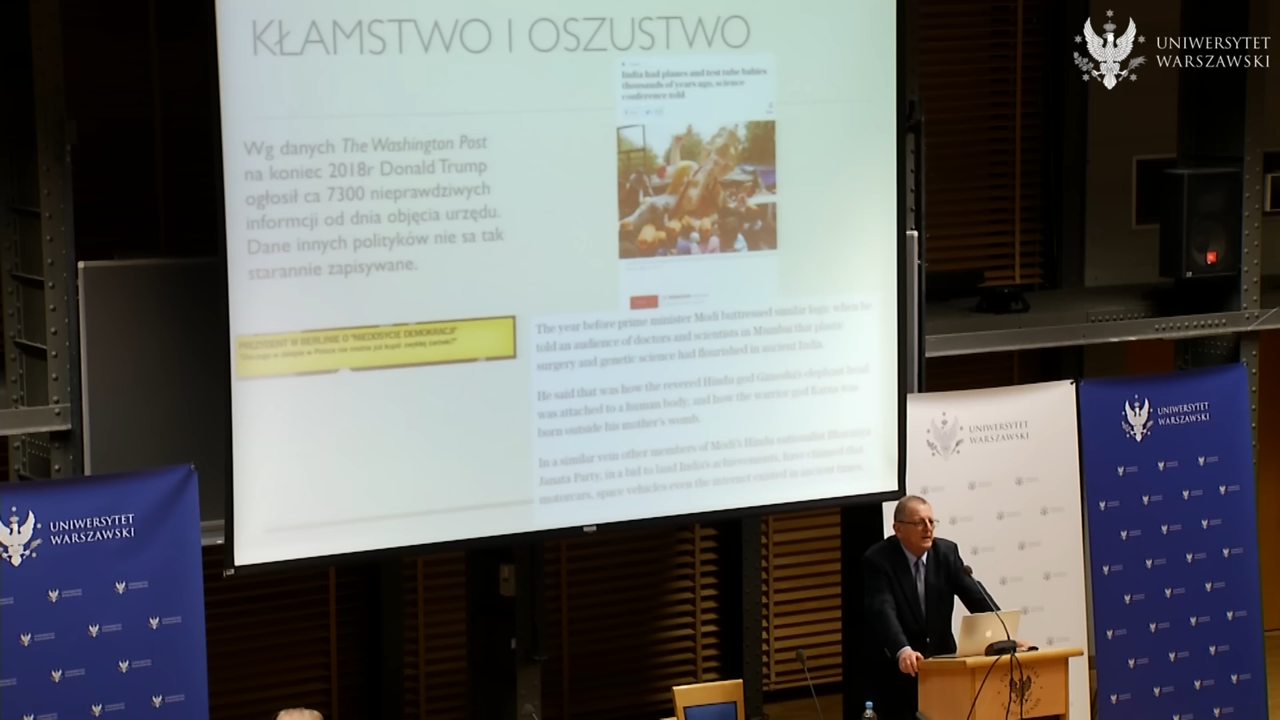 KŁAMSTWO I OSZUSTWO
UNIWERSYTET
WARSZAWSKI
India had planes and test tube babies
thousands of years ago, science
conference told
Wg danych The Washington Post
na koniec 2018r Donald Trump
ogłosił ca 7300 nieprawdziwych
informcji od dnia objęcia urzędu.
Dane innych polityków nie sa tak
starannie zapisywane.
PREZYDENT W BERLINIE O "NIEDOSYCIE DEMOKRACJI"
The year before prime minister Modi buttressed similar logic when he
told an audience of doctors and scientists in Mumbai that plastic
surgery and genetic science had flourished in ancient India.
He said that was how the revered Hindu god Ganesha's elephant head
was attached to a human body, and how the warrior god Karna was
born outside his mother's womb.
In a similar vein other members of Modi's Hindu nationalist Bharatiya
Janata Party, in a bid to laud India's achievements, have claimed that
motorcars, space vehicles even the internet existed in ancient times.
UNIWERSYTET
WARSZAWSKI
UNIWERSYTET
WARSZAWSKI
UNIWERSYTET
WARSZAWSKI